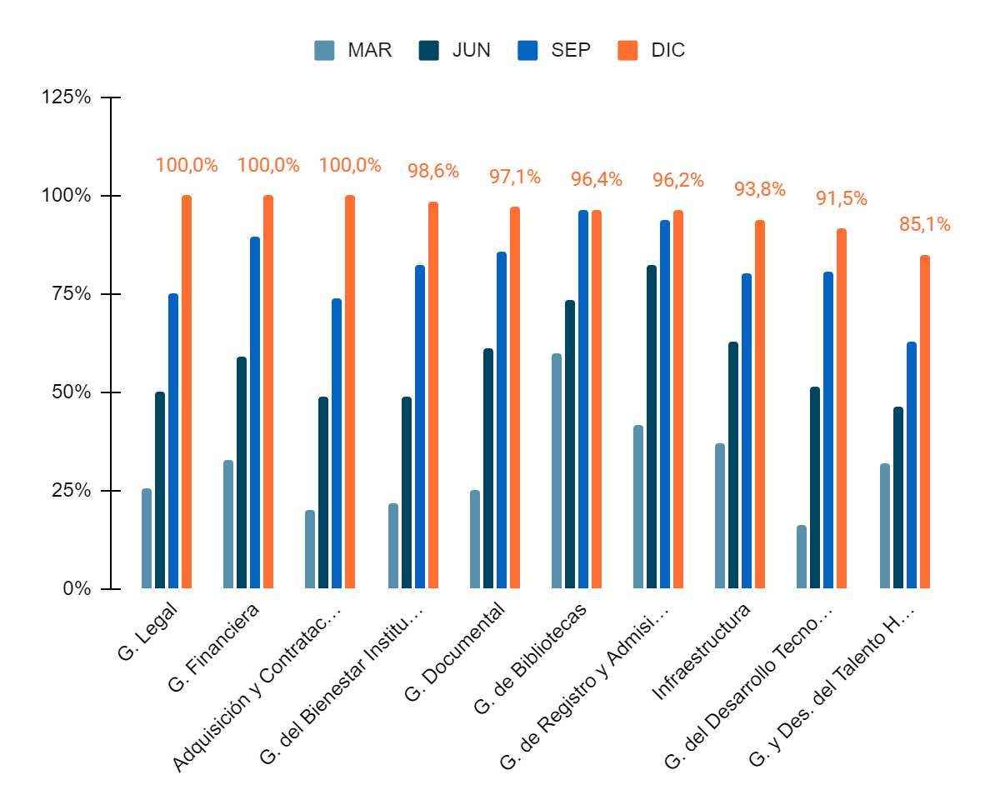 MAR JUN SEP DIC
125%
100%
75%
50%
25%
0%
100,0% 100,0% 100,0% 98,6% 97,1% 96,4% 96,2% 93,8% 91,5% 85,1%
G. Legal
G. Financiera
Adquisición y Contratac...
G. del Bienestar Institu...
G. Documental
G. de Bibliotecas
G. de Registro y Admisi...
Infraestructura
G. del Desarrollo Tecno...
G. y Des. del Talento H...